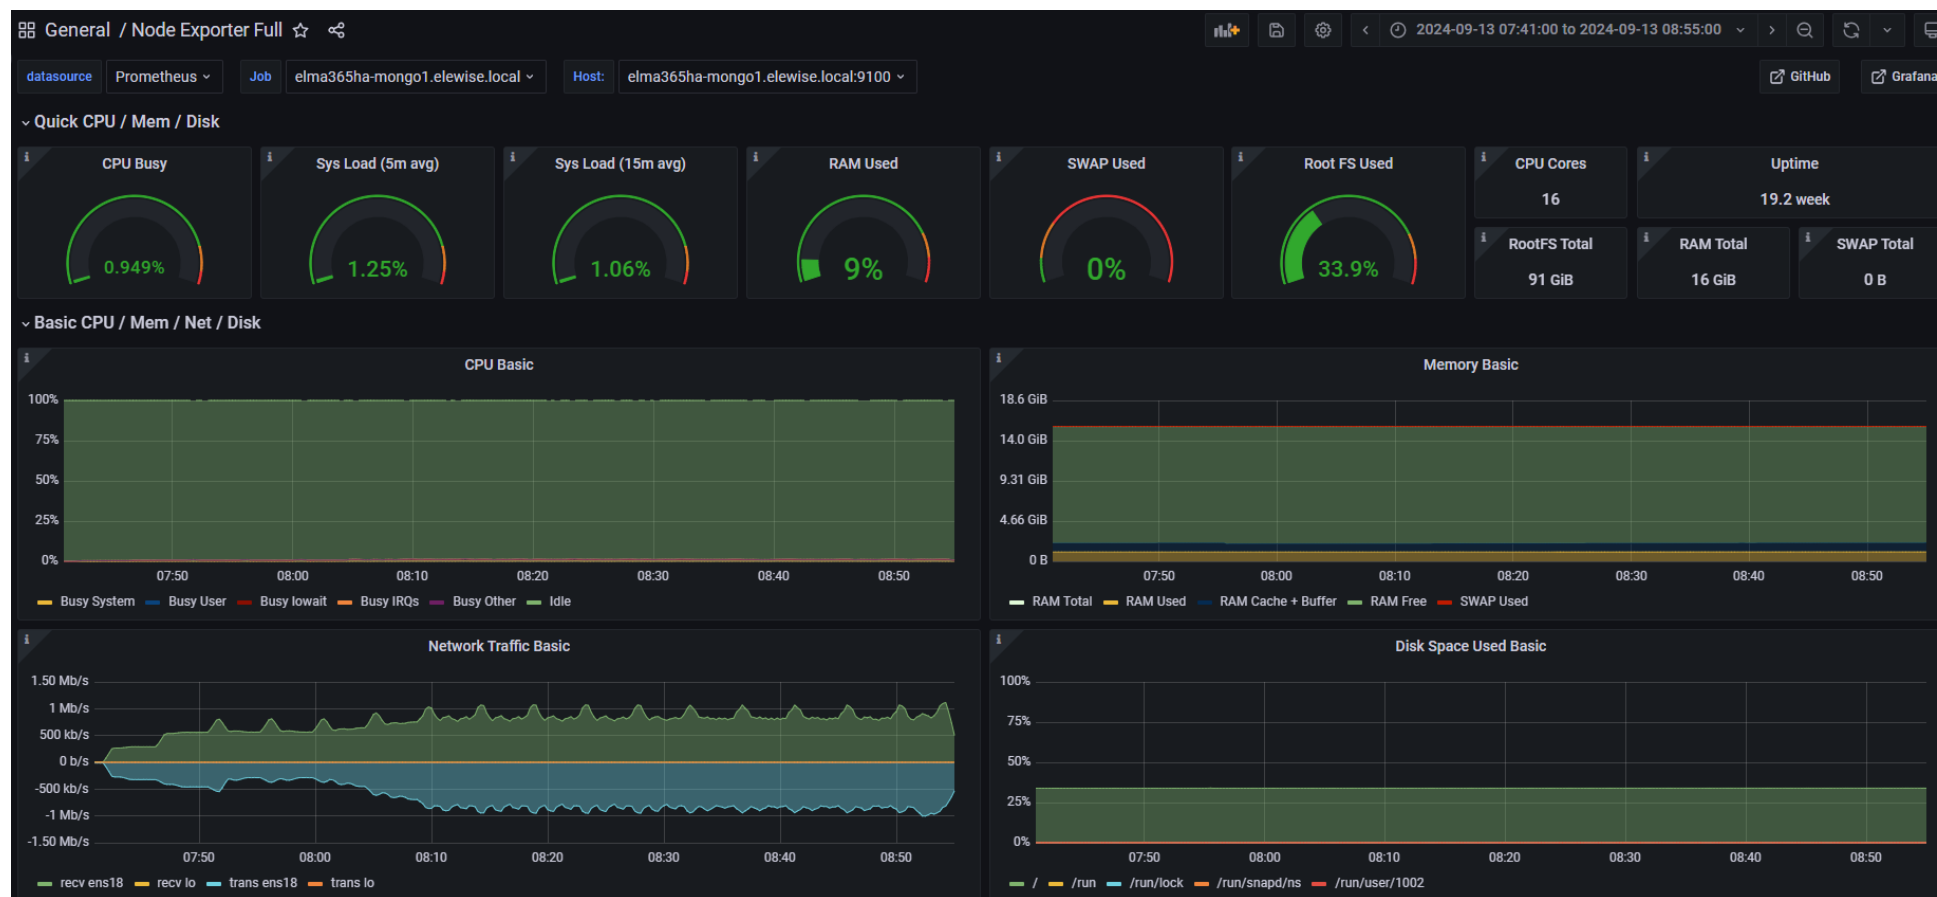 General / Node Exporter Full
2024-09-13 07:41:00 to 2024-09-13 08:55:00
datasource Prometheus Job elma365ha-mongo1.elewise.local Host: elma365ha-mongo1.elewise.local:9100 GitHub Grafana
Quick CPU / Mem / Disk
CPU Busy
0.949%
Sys Load (5m avg)
1.25%
Sys Load (15m avg)
1.06%
RAM Used
9%
SWAP Used
0%
Root FS Used
33.9%
CPU Cores
16
Uptime
19.2 week
RootFS Total
91 GiB
RAM Total
16 GiB
SWAP Total
0 B
Basic CPU / Mem / Net / Disk
CPU Basic
100%
75%
50%
25%
0%
07:50 08:00 08:10 08:20 08:30 08:40 08:50
Busy System Busy User Busy Iowait Busy IRQs Busy Other Idle
Memory Basic
18.6 GiB
14.0 GiB
9.31 GiB
4.66 GiB
0 B
07:50 08:00 08:10 08:20 08:30 08:40 08:50
RAM Total RAM Used RAM Cache + Buffer RAM Free SWAP Used
Network Traffic Basic
1.50 Mb/s
1 Mb/s
500 kb/s
0 b/s
-500 kb/s
-1 Mb/s
-1.50 Mb/s
07:50 08:00 08:10 08:20 08:30 08:40 08:50
recv ens18 recv lo trans ens18 trans lo
Disk Space Used Basic
100%
75%
50%
25%
0%
07:50 08:00 08:10 08:20 08:30 08:40 08:50
/ /run /run/lock /run/snapd/ns /run/user/1002